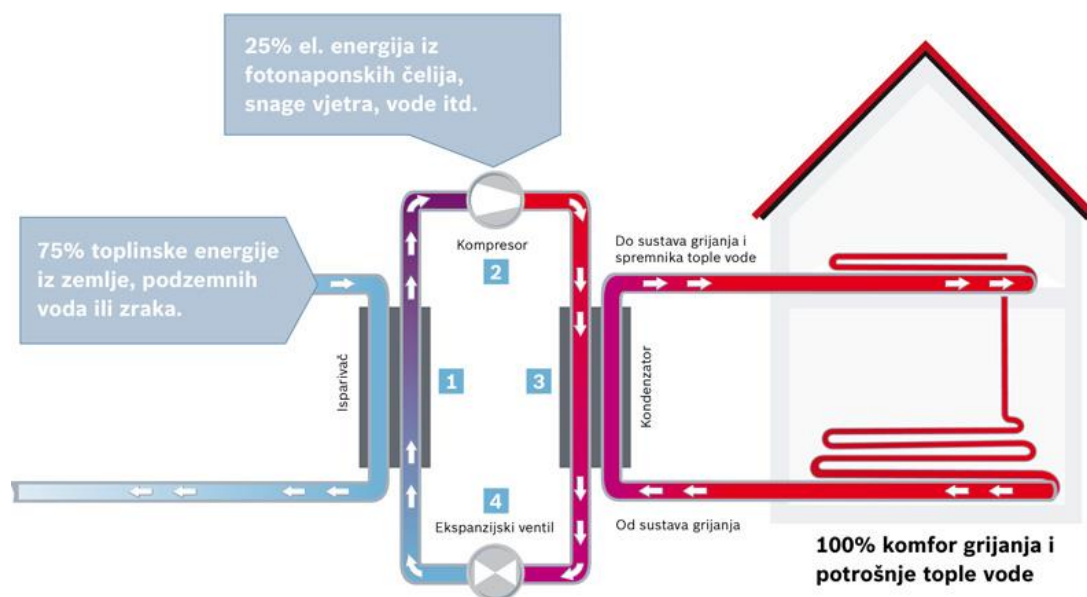 25% el. energija iz
fotonaponskih čelija,
snage vjetra, vode itd.
75% toplinske energije
iz zemlje, podzemnih
voda ili zraka.
Kompresor
2
Do sustava grijanja i
spremnika tople vode
Isparivač
1
3
Kondenzator
4
Ekspanzijski ventil
Od sustava grijanja
100% komfor grijanja i
potrošnje tople vode